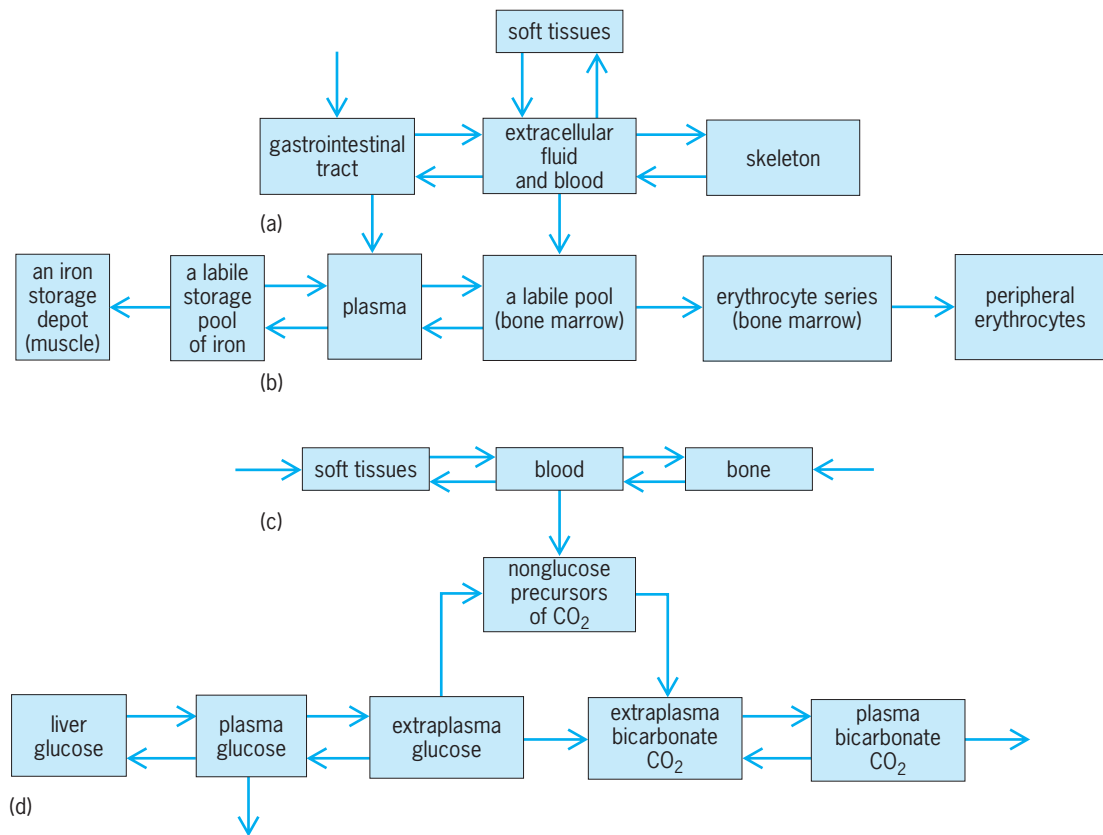 soft tissues
gastrointestinal
tract
extracellular
fluid
and blood
skeleton
(a)
an iron
storage
depot
(muscle)
a labile
storage
pool
of iron
plasma
a labile pool
(bone marrow)
erythrocyte series
(bone marrow)
peripheral
erythrocytes
(b)
soft tissues
blood
bone
(c)
nonglucose
precursors
of CO₂
liver
glucose
plasma
glucose
extraplasma
glucose
extraplasma
bicarbonate
CO₂
plasma
bicarbonate
CO₂
(d)